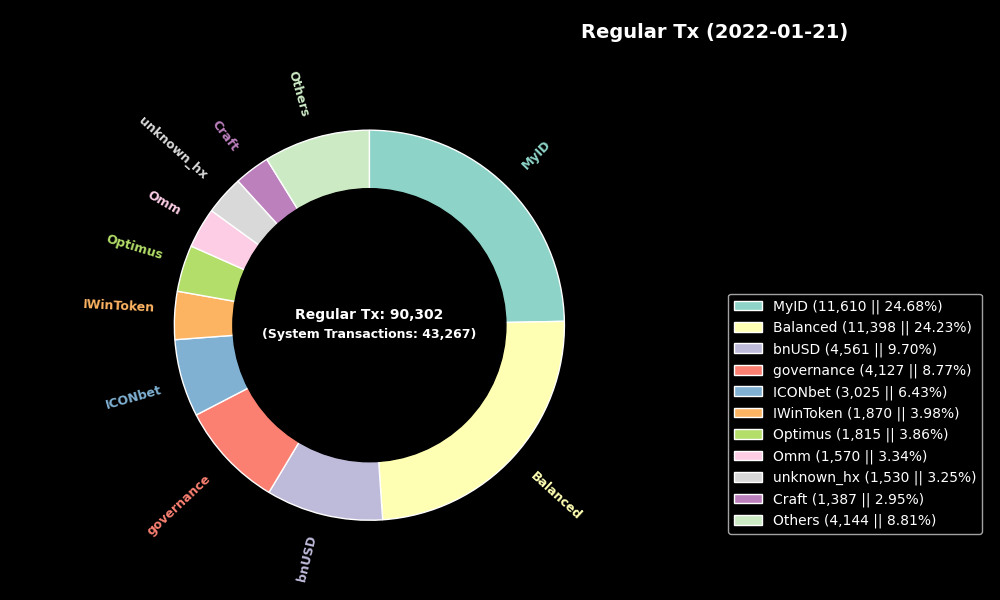 Regular Tx (2022-01-21)
Others
MyID
Craft
unknown_hx
Omm
Optimus
IWinToken
ICONbet
governance
bnUSD
Balanced
Regular Tx: 90,302
(System Transactions: 43,267)
MyID (11,610 || 24.68%)
Balanced (11,398 || 24.23%)
bnUSD (4,561 || 9.70%)
governance (4,127 || 8.77%)
ICONbet (3,025 || 6.43%)
IWinToken (1,870 || 3.98%)
Optimus (1,815 || 3.86%)
Omm (1,570 || 3.34%)
unknown_hx (1,530 || 3.25%)
Craft (1,387 || 2.95%)
Others (4,144 || 8.81%)